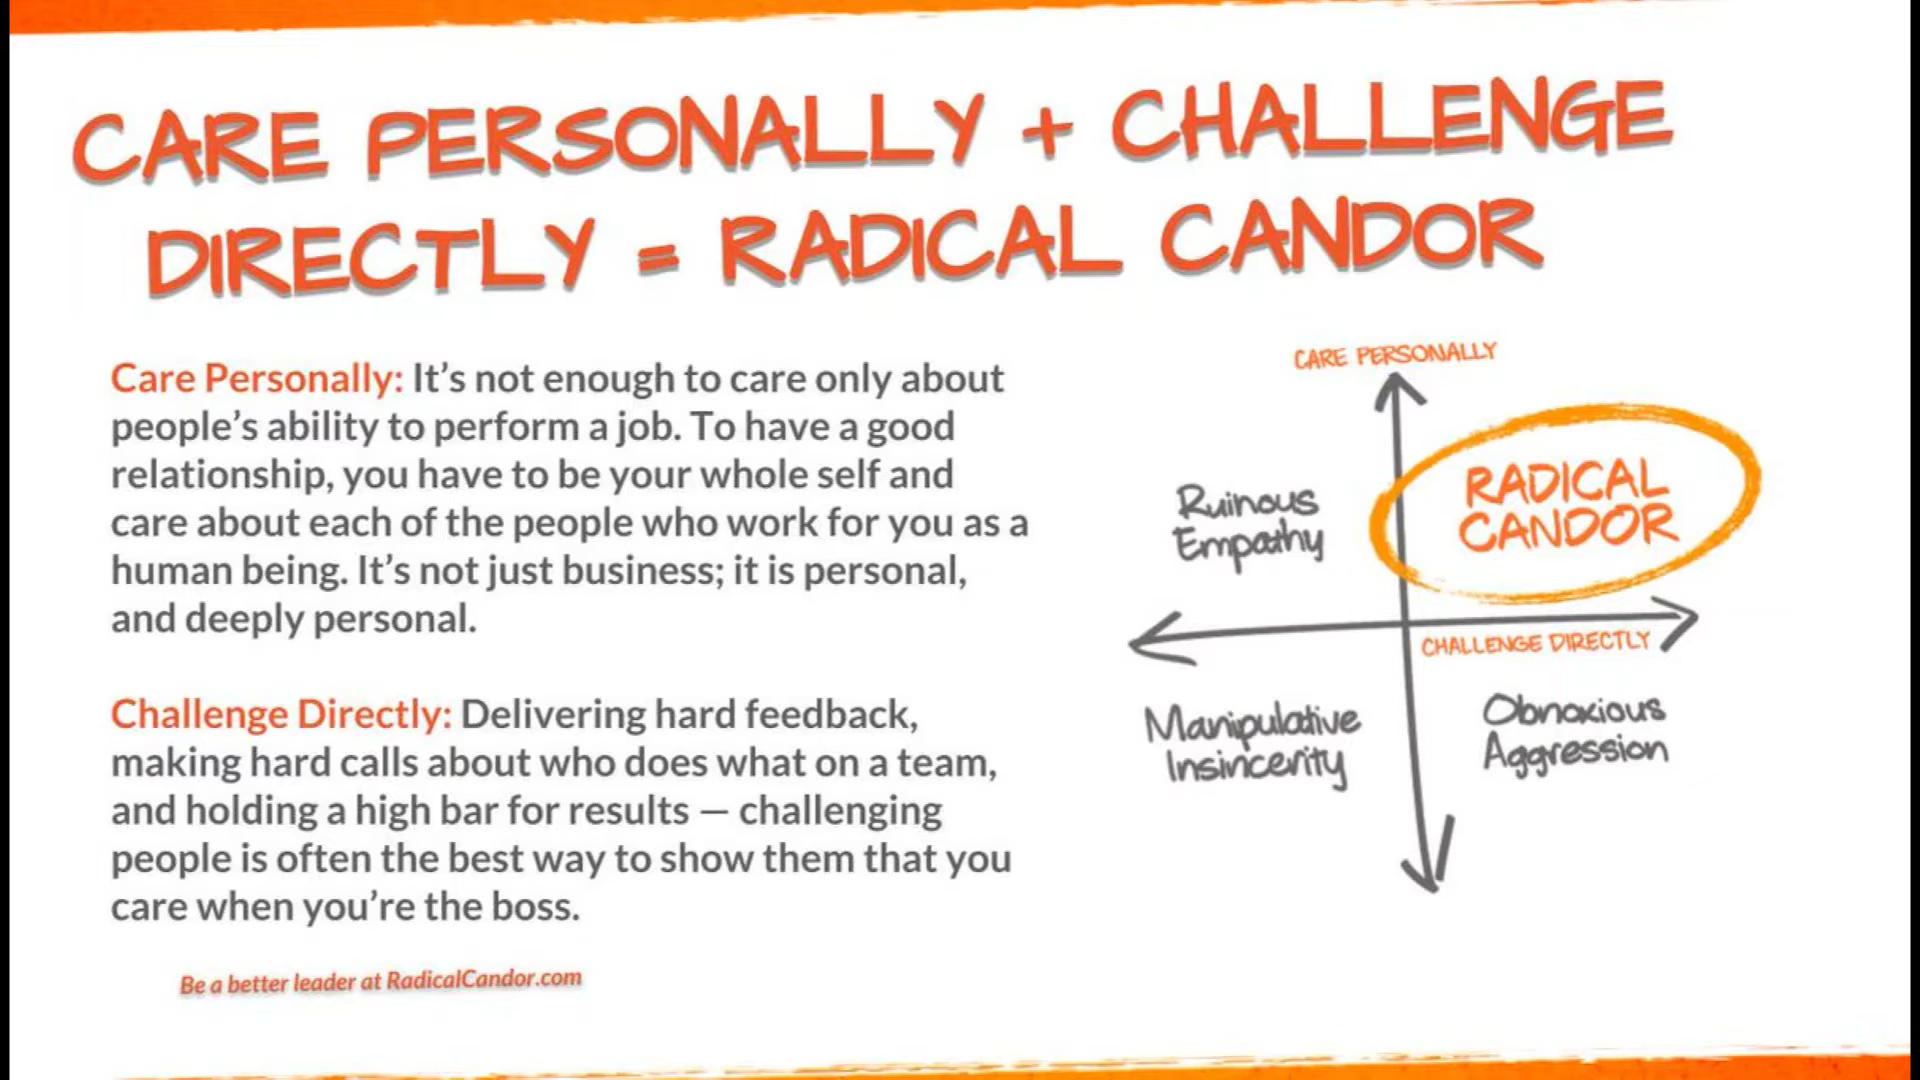 CARE PERSONALLY + CHALLENGE
DIRECTLY = RADICAL CANDOR
Care Personally: It’s not enough to care only about
people’s ability to perform a job. To have a good
relationship, you have to be your whole self and
care about each of the people who work for you as a
human being. It’s not just business; it is personal,
and deeply personal.
Challenge Directly: Delivering hard feedback,
making hard calls about who does what on a team,
and holding a high bar for results — challenging
people is often the best way to show them that you
care when you’re the boss.
Be a better leader at RadicalCandor.com
CARE PERSONALLY
Ruinous
Empathy
RADICAL
CANDOR
CHALLENGE DIRECTLY
Manipulative
Insincerity
Obnoxious
Aggression